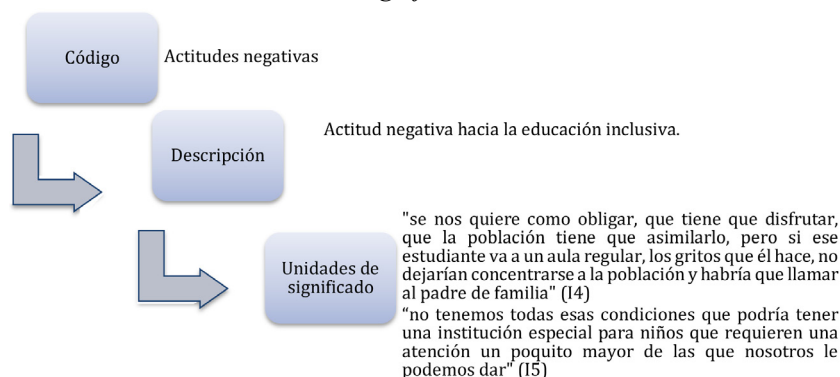 Código
Actitudes negativas
Descripción
Actitud negativa hacia la educación inclusiva.
Unidades de
significado
"se nos quiere como obligar, que tiene que disfrutar,
que la población tiene que asimilarlo, pero si ese
estudiante va a un aula regular, los gritos que él hace, no
dejarían concentrarse a la población y habría que llamar
al padre de familia" (I4)
“no tenemos todas esas condiciones que podría tener
una institución especial para niños que requieren una
atención un poquito mayor de las que nosotros le
podemos dar" (I5)